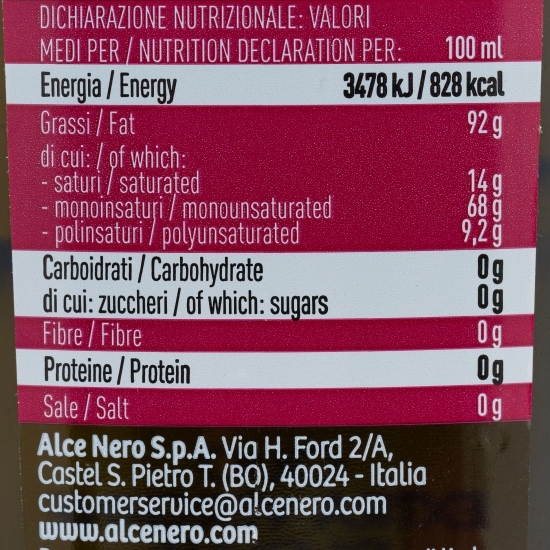 DICHIARAZIONE NUTRIZIONALE: VALORI
MEDI PER / NUTRITION DECLARATION PER: 100 ml
Energia / Energy 3478 kJ / 828 kcal
Grassi / Fat 92 g
di cui: / of which:
- saturi / saturated 14 g
- monoinsaturi / monounsaturated 68 g
- polinsaturi / polyunsaturated 9,2 g
Carboidrati / Carbohydrate 0 g
di cui: zuccheri / of which: sugars 0 g
Fibre / Fibre 0 g
Proteine / Protein 0 g
Sale / Salt 0 g
Alce Nero S.p.A. Via H. Ford 2/A,
Castel S. Pietro T. (BO), 40024 - Italia
customerservice@alcenero.com
www.alcenero.com